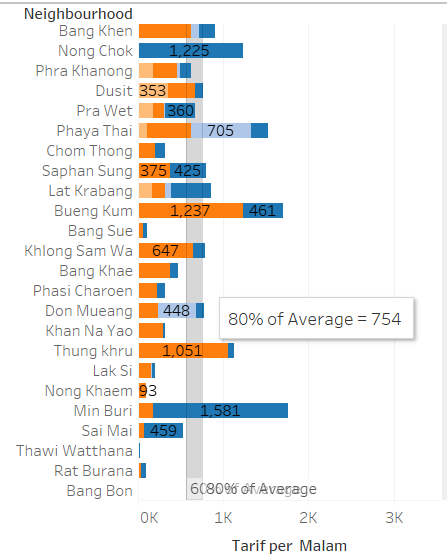 Neighbourhood
Bang Khen
Nong Chok 1,225
Phra Khanong
Dusit 353
Pra Wet 360
Phaya Thai 705
Chom Thong
Saphan Sung 375 425
Lat Krabang
Bueng Kum 1,237 461
Bang Sue
Khlong Sam Wa 647
Bang Khae
Phasi Charoen
Don Mueang 448
80% of Average = 754
Khan Na Yao
Thung khru 1,051
Lak Si
Nong Khaem 93
Min Buri 1,581
Sai Mai 459
Thawi Watthana
Rat Burana
Bang Bon
80% of Average
0K 1K 2K 3K
Tarif per Malam